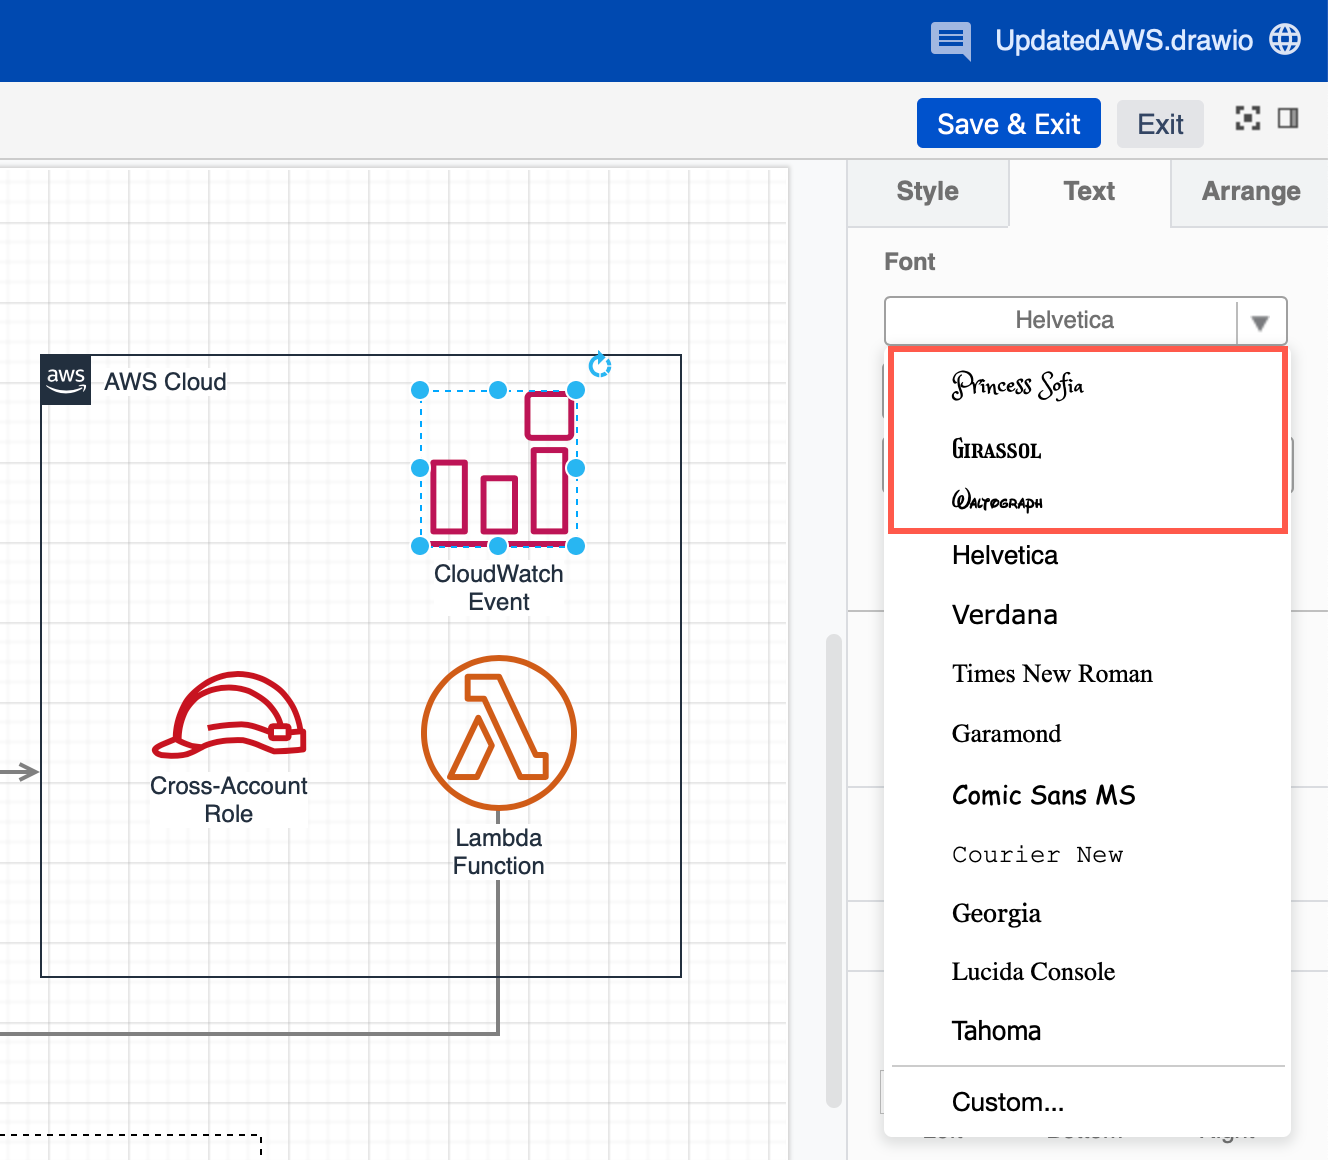 UpdatedAWS.drawio
Save & Exit
Exit
Style
Text
Arrange
Font
Helvetica
Princess Sofia
Girassol
Waltograph
Helvetica
Verdana
Times New Roman
Garamond
Comic Sans MS
Courier New
Georgia
Lucida Console
Tahoma
Custom...
aws
AWS Cloud
CloudWatch
Event
Cross-Account
Role
Lambda
Function